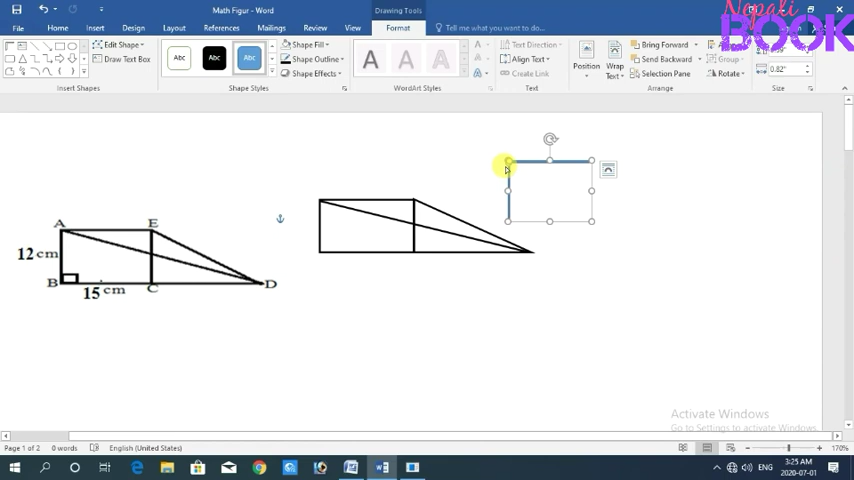 Math Figur - Word
Drawing Tools
Nepali
BOOK
File
Home
Insert
Design
Layout
References
Mailings
Review
View
Format
Tell me what you want to do...
Edit Shape
Draw Text Box
Insert Shapes
Abc
Abc
Abc
Shape Fill
Shape Outline
Shape Effects
Shape Styles
A
A
A
WordArt Styles
Text Direction
Align Text
Create Link
Text
Position
Wrap
Text
Bring Forward
Send Backward
Selection Pane
Group
Rotate
Arrange
0.82"
Size
A
E
12 cm
B
15 cm
C
D
Activate Windows
Go to Settings to activate Windows.
Page 1 of 2
0 words
English (United States)
170%
ENG
3:25 AM
2020-07-01